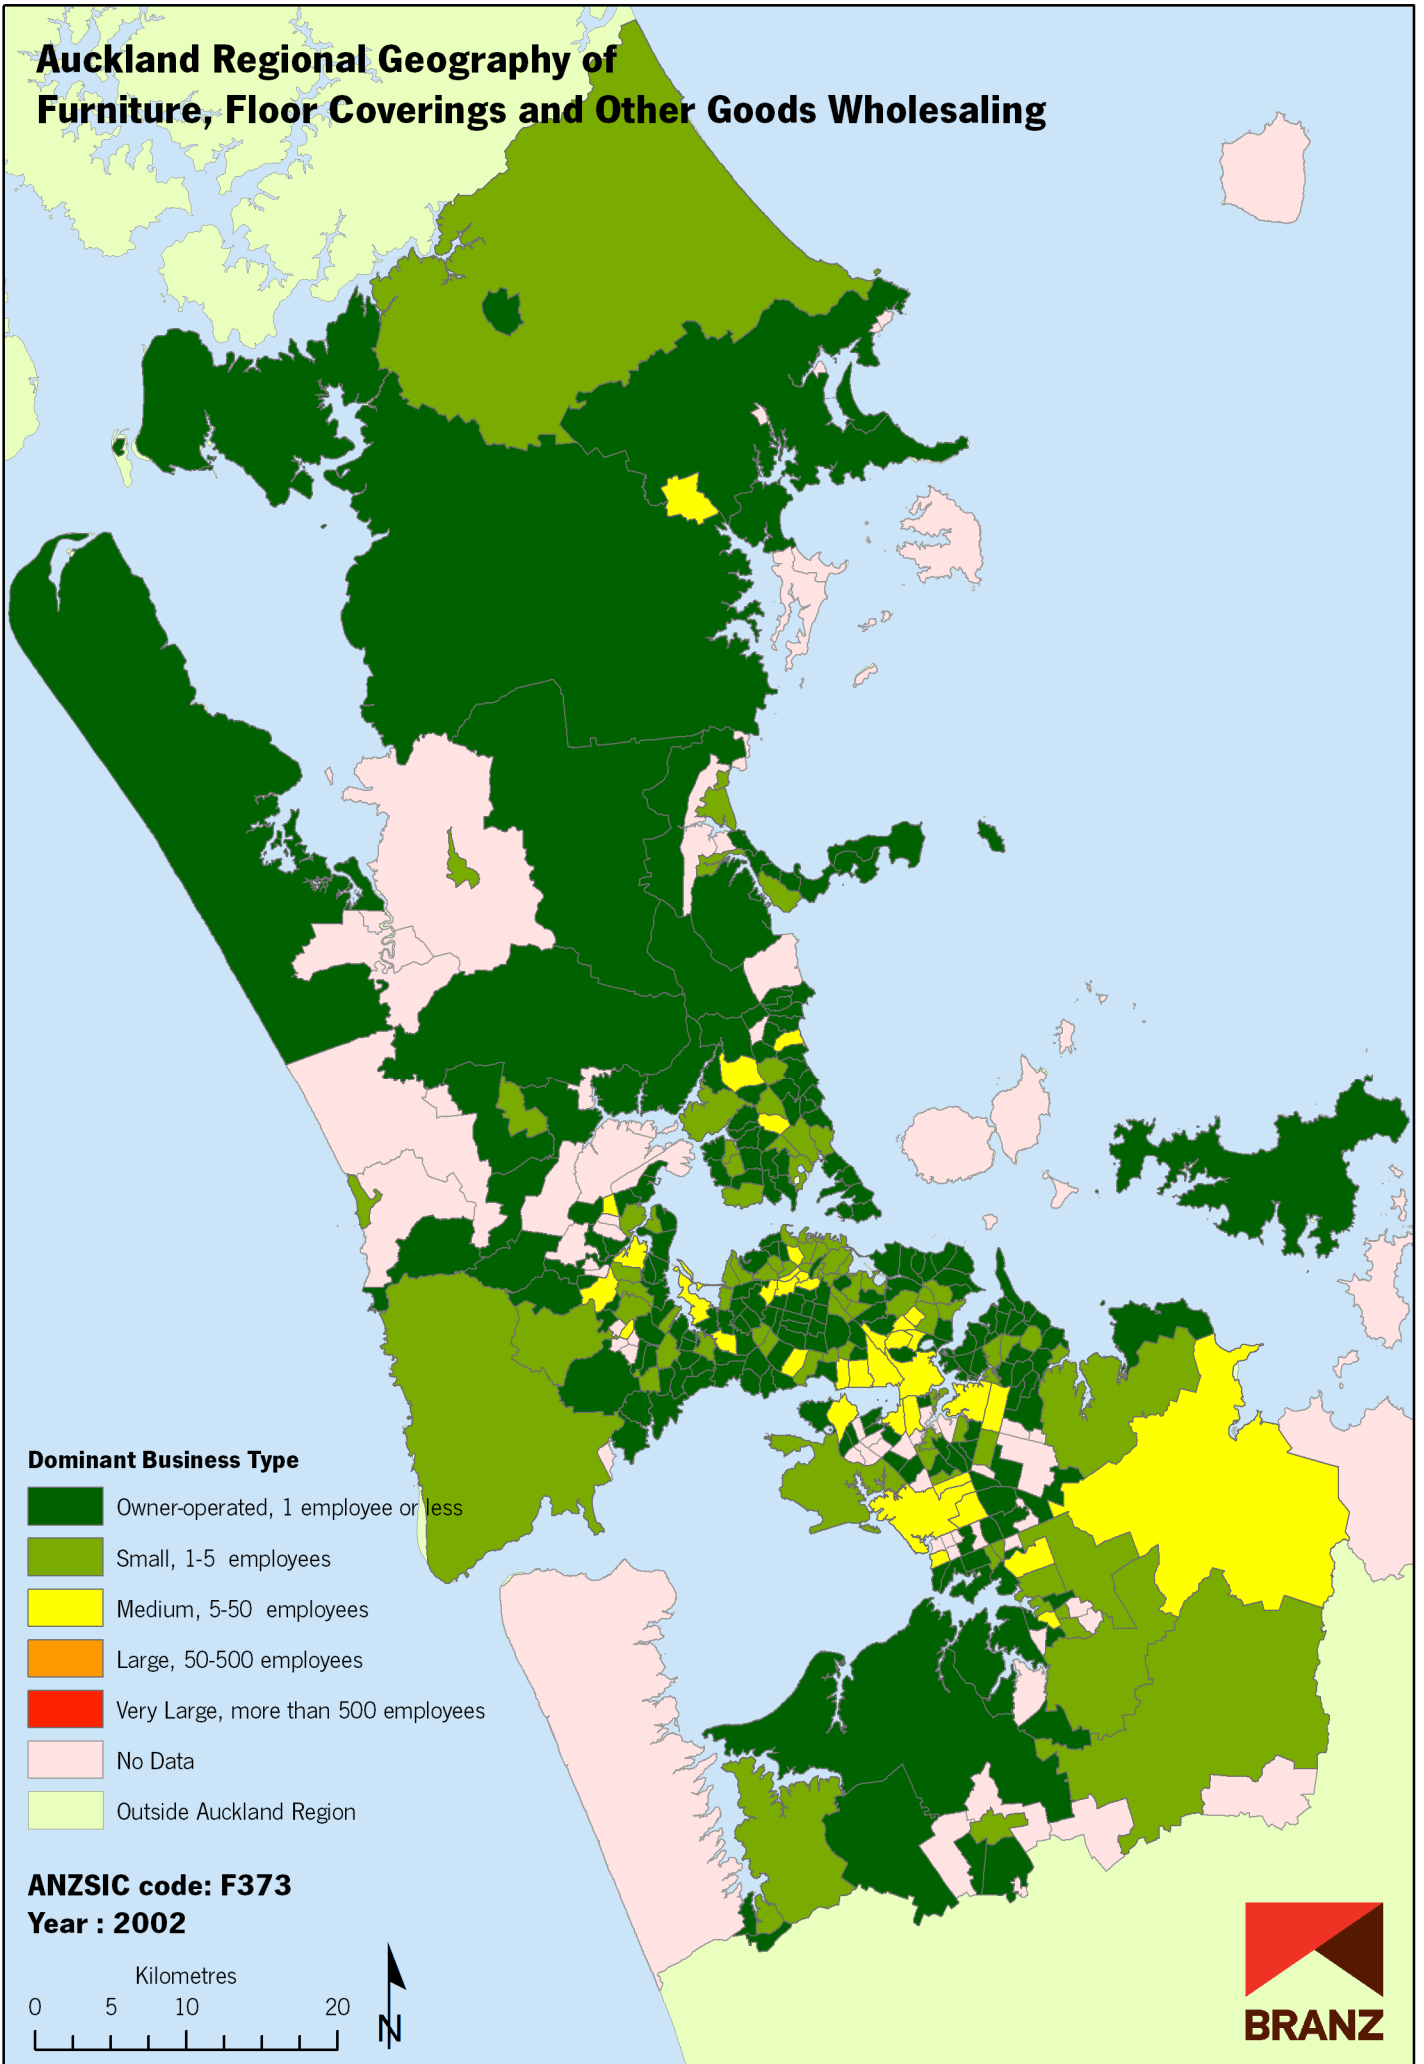 Auckland Regional Geography of
Furniture, Floor Coverings and Other Goods Wholesaling
Dominant Business Type
Owner-operated, 1 employee or less
Small, 1-5 employees
Medium, 5-50 employees
Large, 50-500 employees
Very Large, more than 500 employees
No Data
Outside Auckland Region
ANZSIC code: F373
Year : 2002
Kilometres
0 5 10 20
N
BRANZ